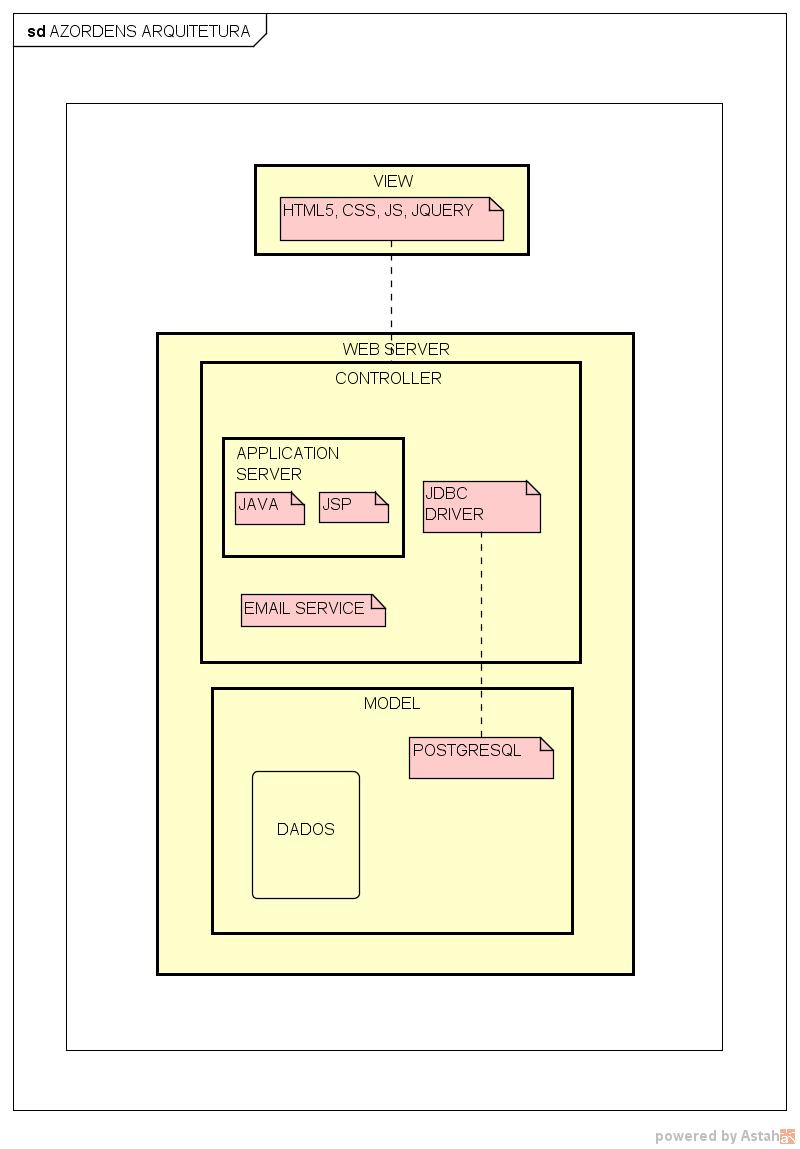 sd AZORDENS ARQUITETURA
VIEW
HTML5, CSS, JS, JQUERY
WEB SERVER
CONTROLLER
APPLICATION
SERVER
JAVA
JSP
JDBC
DRIVER
EMAIL SERVICE
MODEL
POSTGRESQL
DADOS
powered by Astah